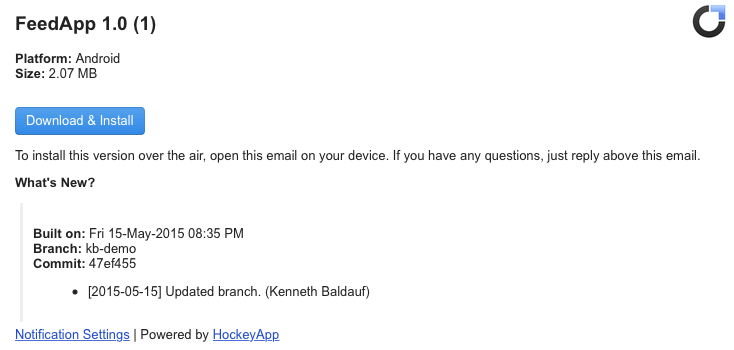 FeedApp 1.0 (1)
Platform: Android
Size: 2.07 MB
Download & Install
To install this version over the air, open this email on your device. If you have any questions, just reply above this email.
What's New?
Built on: Fri 15-May-2015 08:35 PM
Branch: kb-demo
Commit: 47ef455
• [2015-05-15] Updated branch. (Kenneth Baldauf)
Notification Settings | Powered by HockeyApp